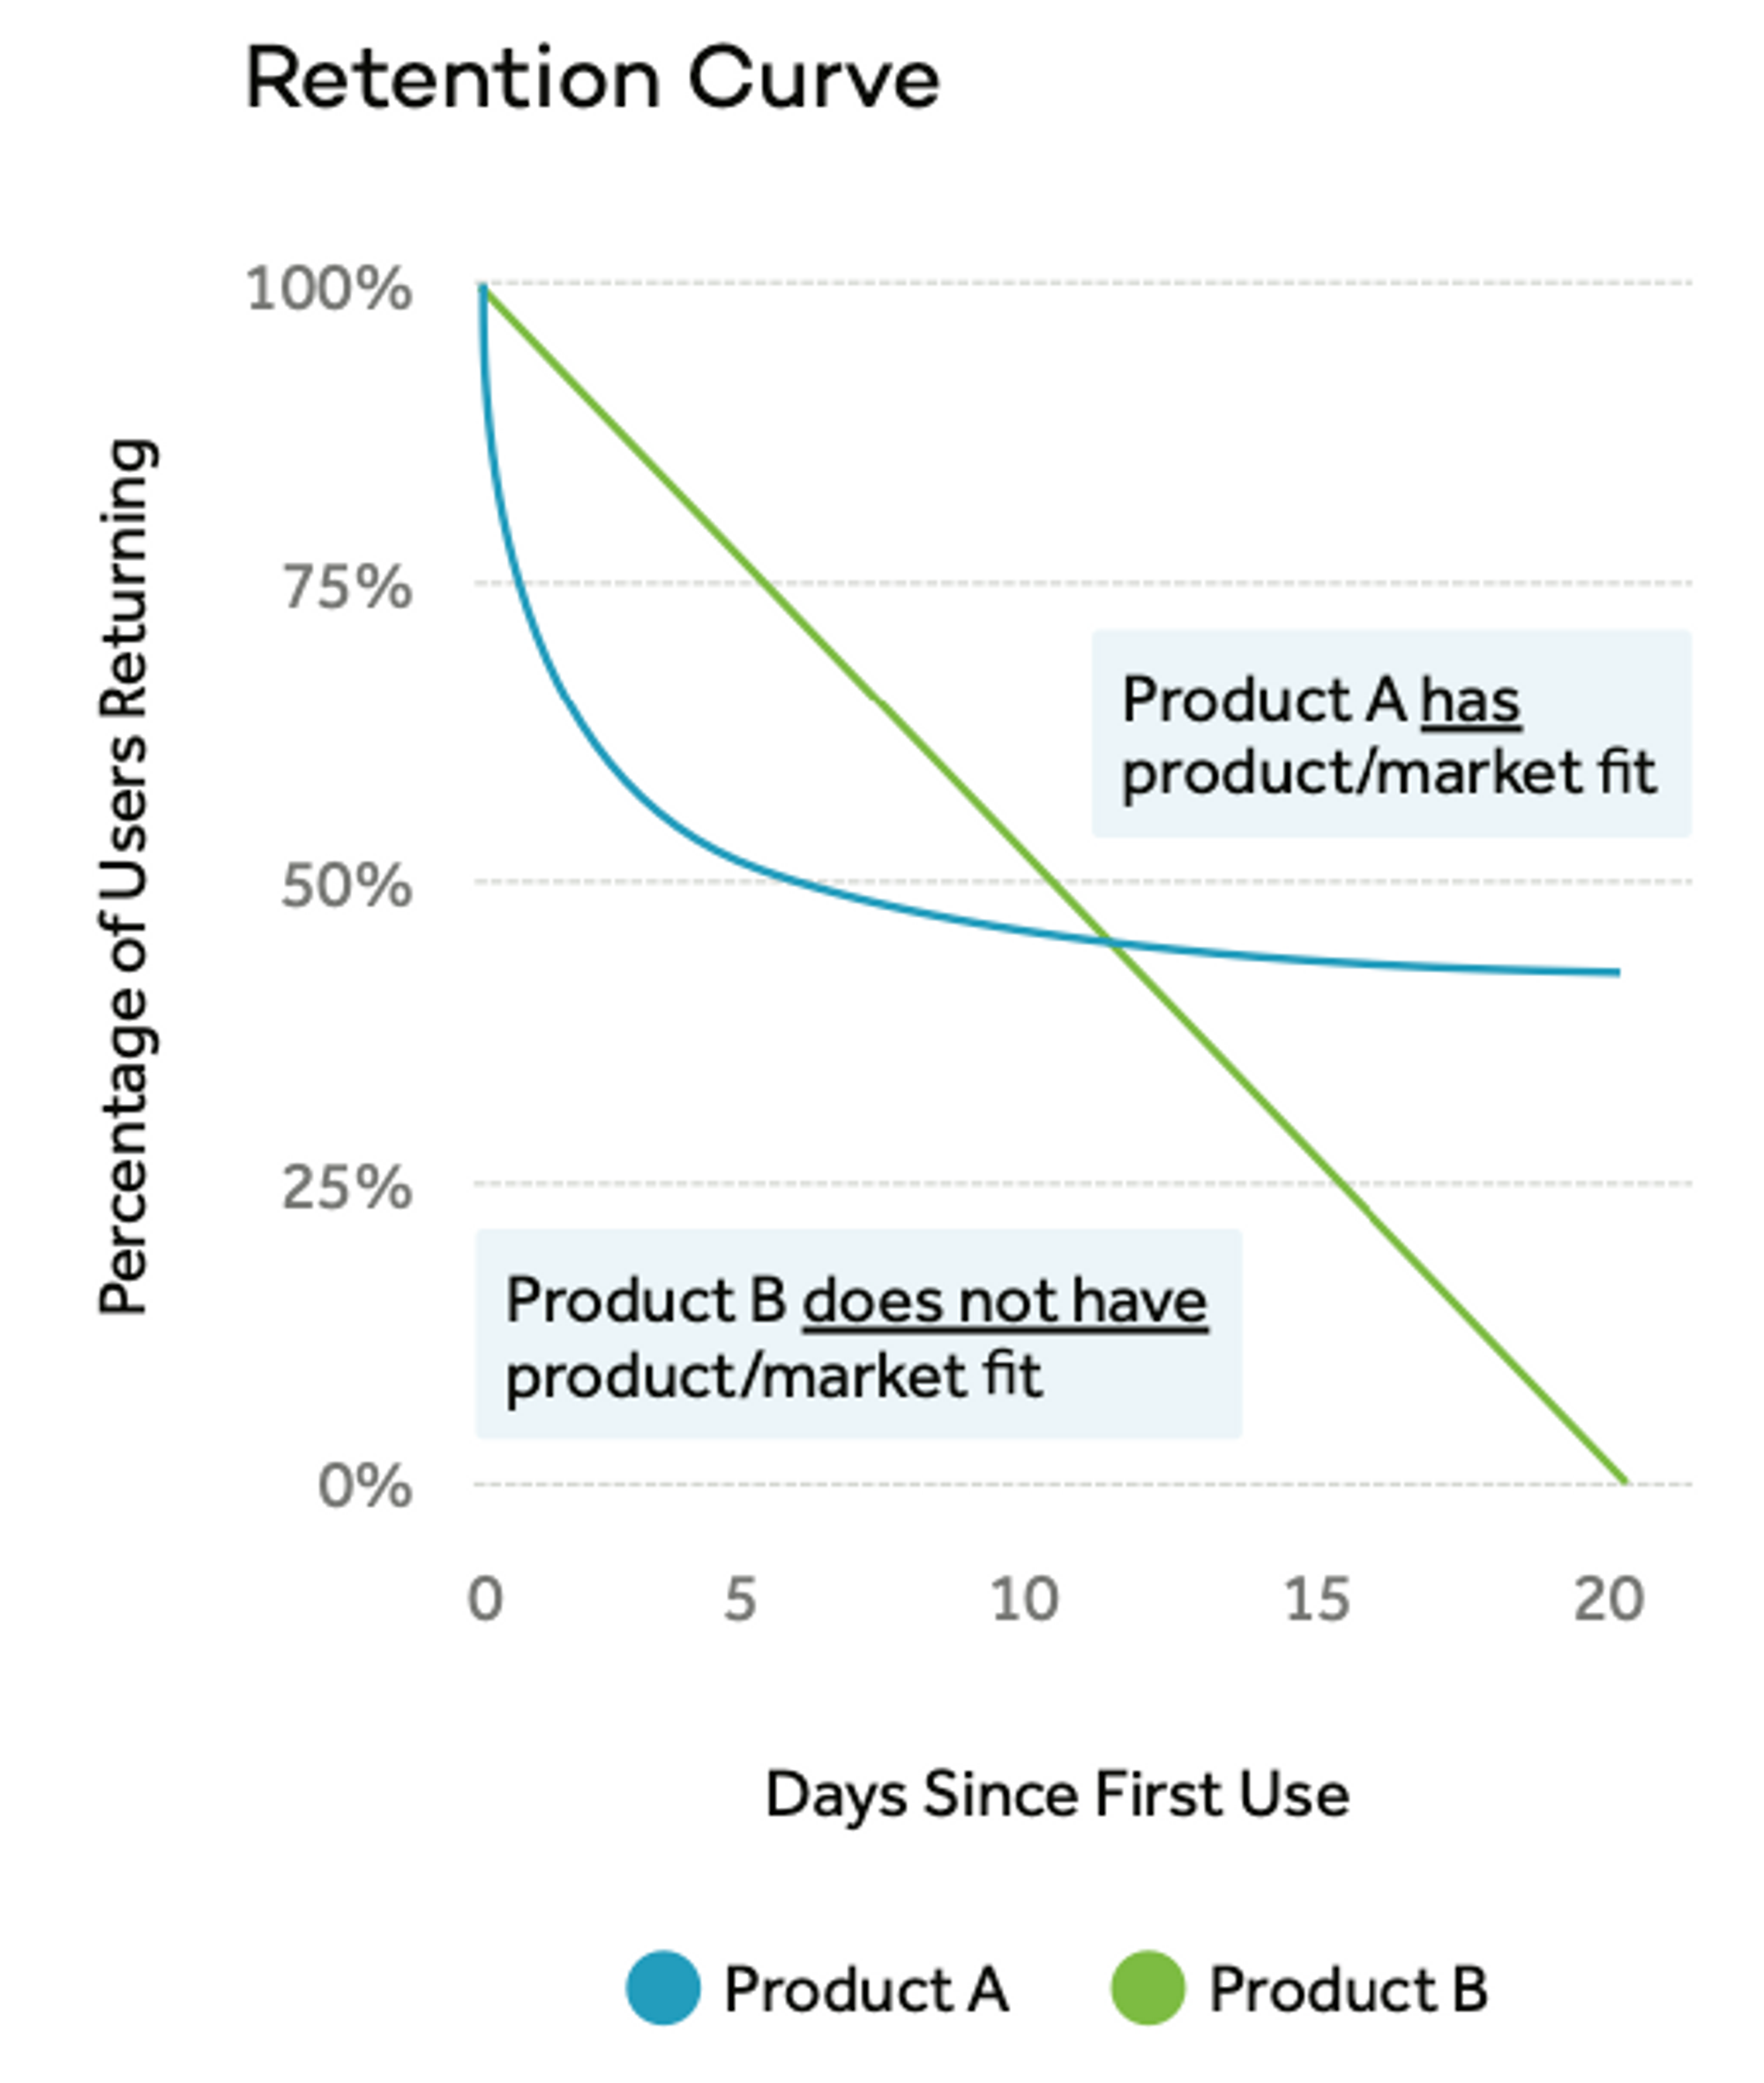 Retention Curve
100%
75%
50%
25%
0%
Percentage of Users Returning
Product A has
product/market fit
Product B does not have
product/market fit
0 5 10 15 20
Days Since First Use
Product A Product B